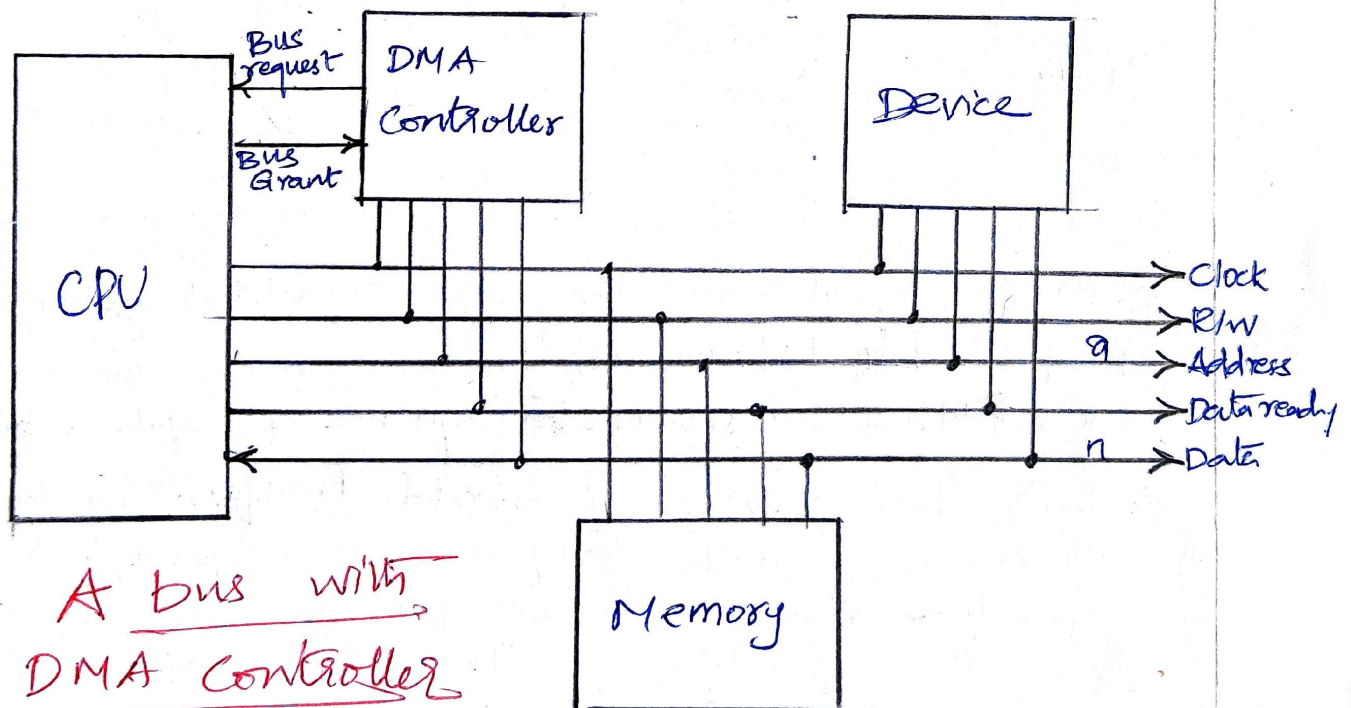 Bus
request
Bus
Grant
DMA
Controller
Device
CPU
Clock
R/W
a
Address
Data ready
n
Data
Memory
A bus with
DMA Controller